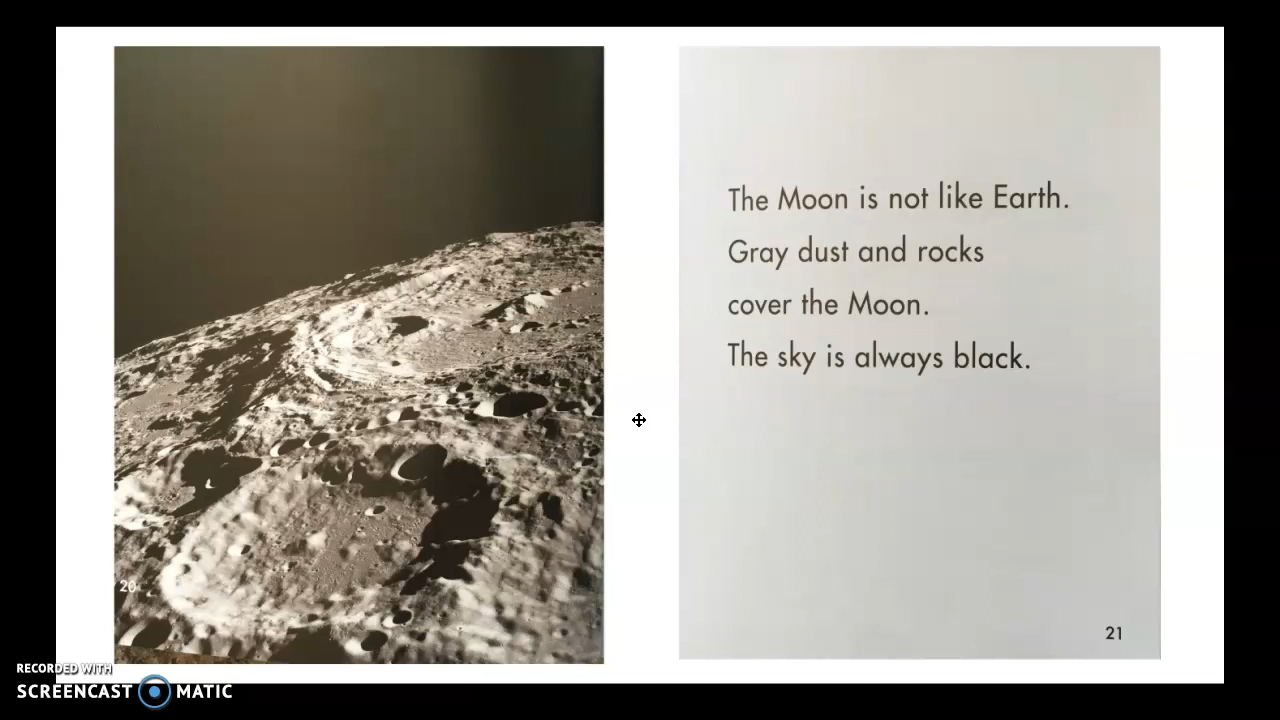 20
The Moon is not like Earth.
Gray dust and rocks
cover the Moon.
The sky is always black.
21
RECORDED WITH
SCREENCAST MATIC